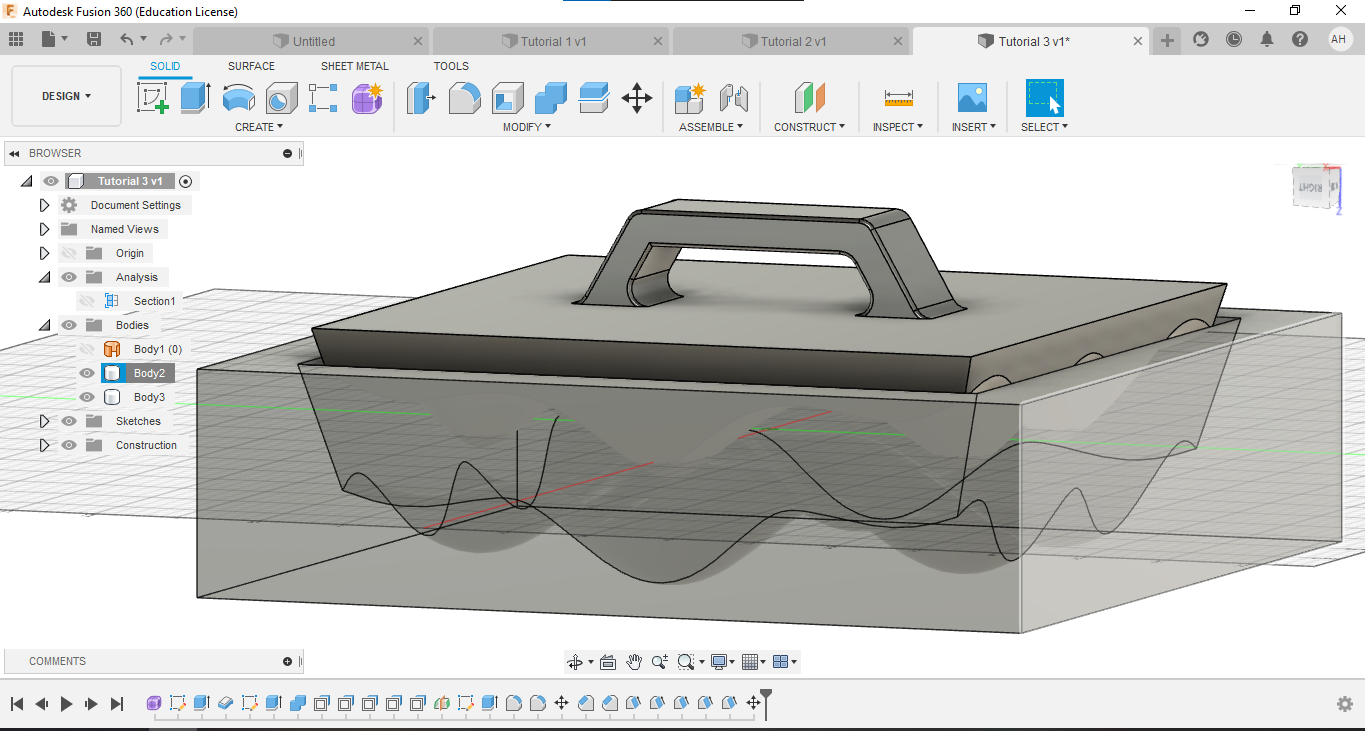 Autodesk Fusion 360 (Education License)
Untitled
Tutorial 1 v1
Tutorial 2 v1
Tutorial 3 v1*
AH
SOLID
SURFACE
SHEET METAL
TOOLS
DESIGN
CREATE
MODIFY
ASSEMBLE
CONSTRUCT
INSPECT
INSERT
SELECT
BROWSER
Tutorial 3 v1
Document Settings
Named Views
Origin
Analysis
Section1
Bodies
Body1 (0)
Body2
Body3
Sketches
Construction
RIGHT
X
Z
COMMENTS